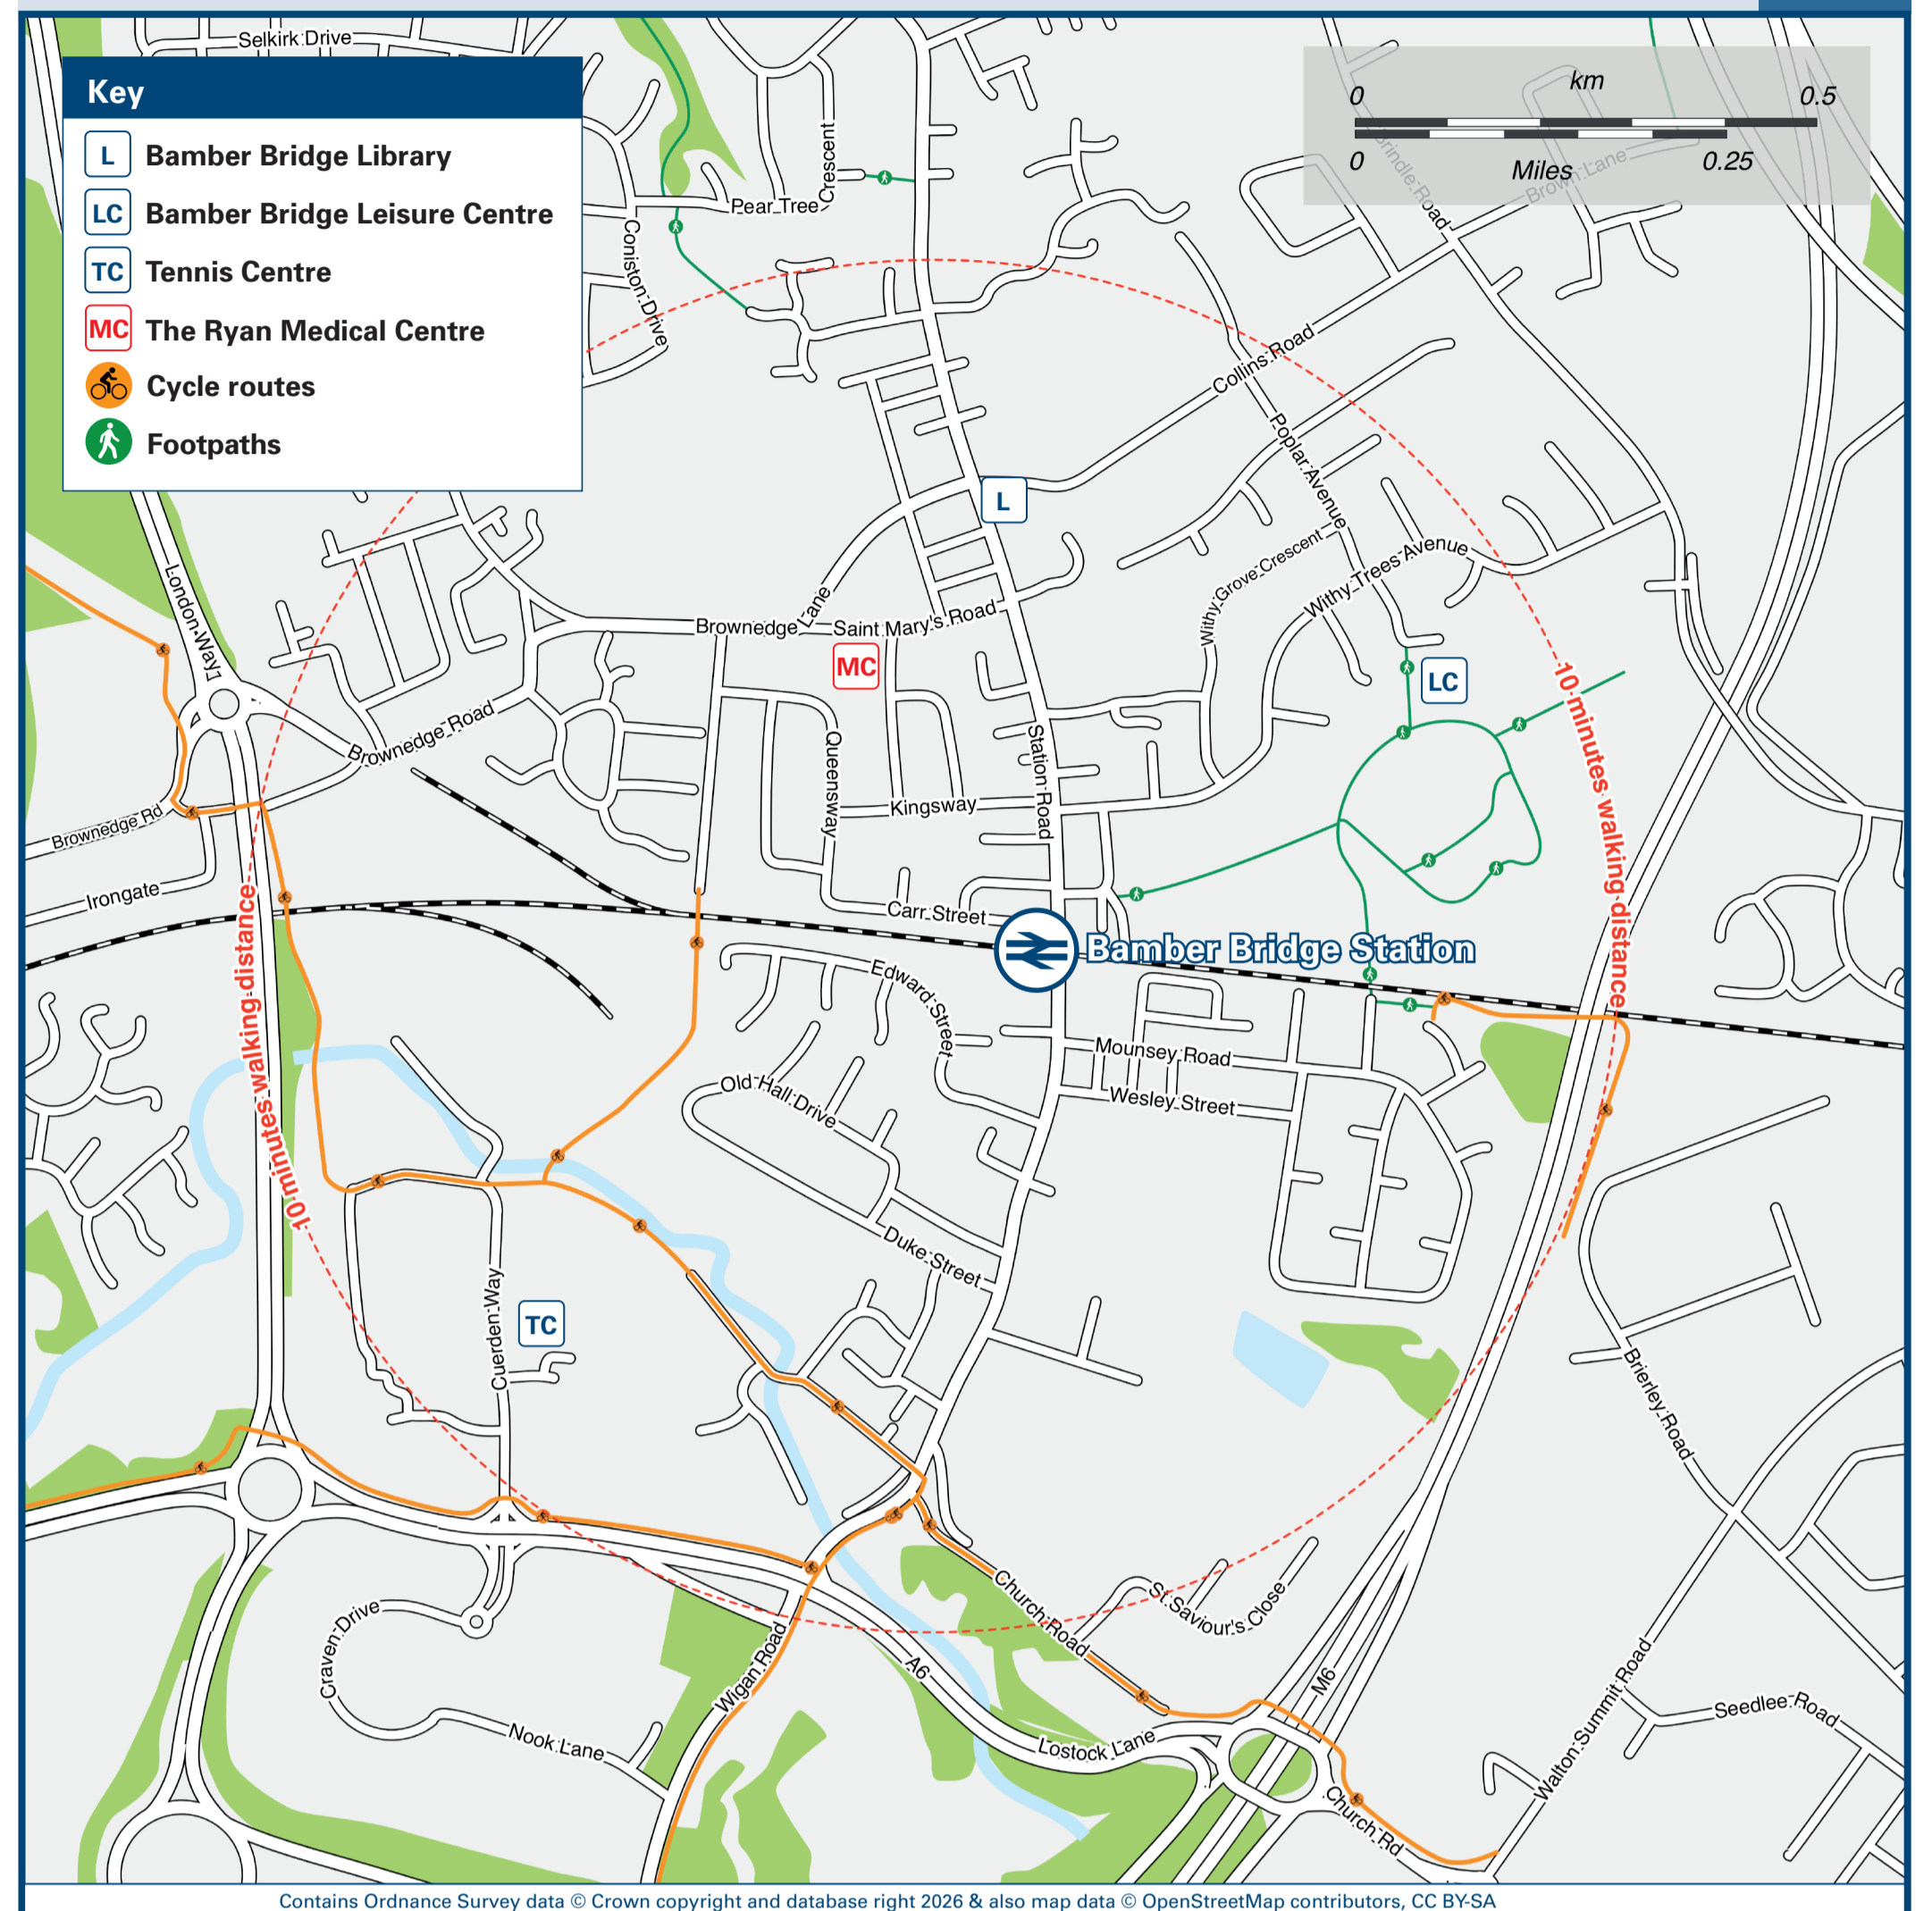 Selkirk Drive
Key
L Bamber Bridge Library
LC Bamber Bridge Leisure Centre
TC Tennis Centre
MC The Ryan Medical Centre
Cycle routes
Footpaths
km
0 0.5
0 Miles 0.25
Brindle Road
Brown Lane
Pear Tree
Crescent
Coniston Drive
Collins Road
Poplar Avenue
L
London Way
Withy Grove Crescent
Withy Trees Avenue
Brownedge Lane
Saint Mary's Road
MC
LC
Brownedge Road
Queensway
Station Road
Kingsway
10 minutes walking distance
Brownedge Rd
Irongate
Carr Street
Bamber Bridge Station
10 minutes walking distance
Edward Street
Mounsey Road
Wesley Street
Old Hall Drive
Duke Street
Cuerden Way
TC
Brierley Road
Church Road
St Saviour's Close
Craven Drive
Wigan Road
A6
M6
Nook Lane
Lostock Lane
Walton Summit Road
Seedlee Road
Church Rd
Contains Ordnance Survey data © Crown copyright and database right 2026 & also map data © OpenStreetMap contributors, CC BY-SA